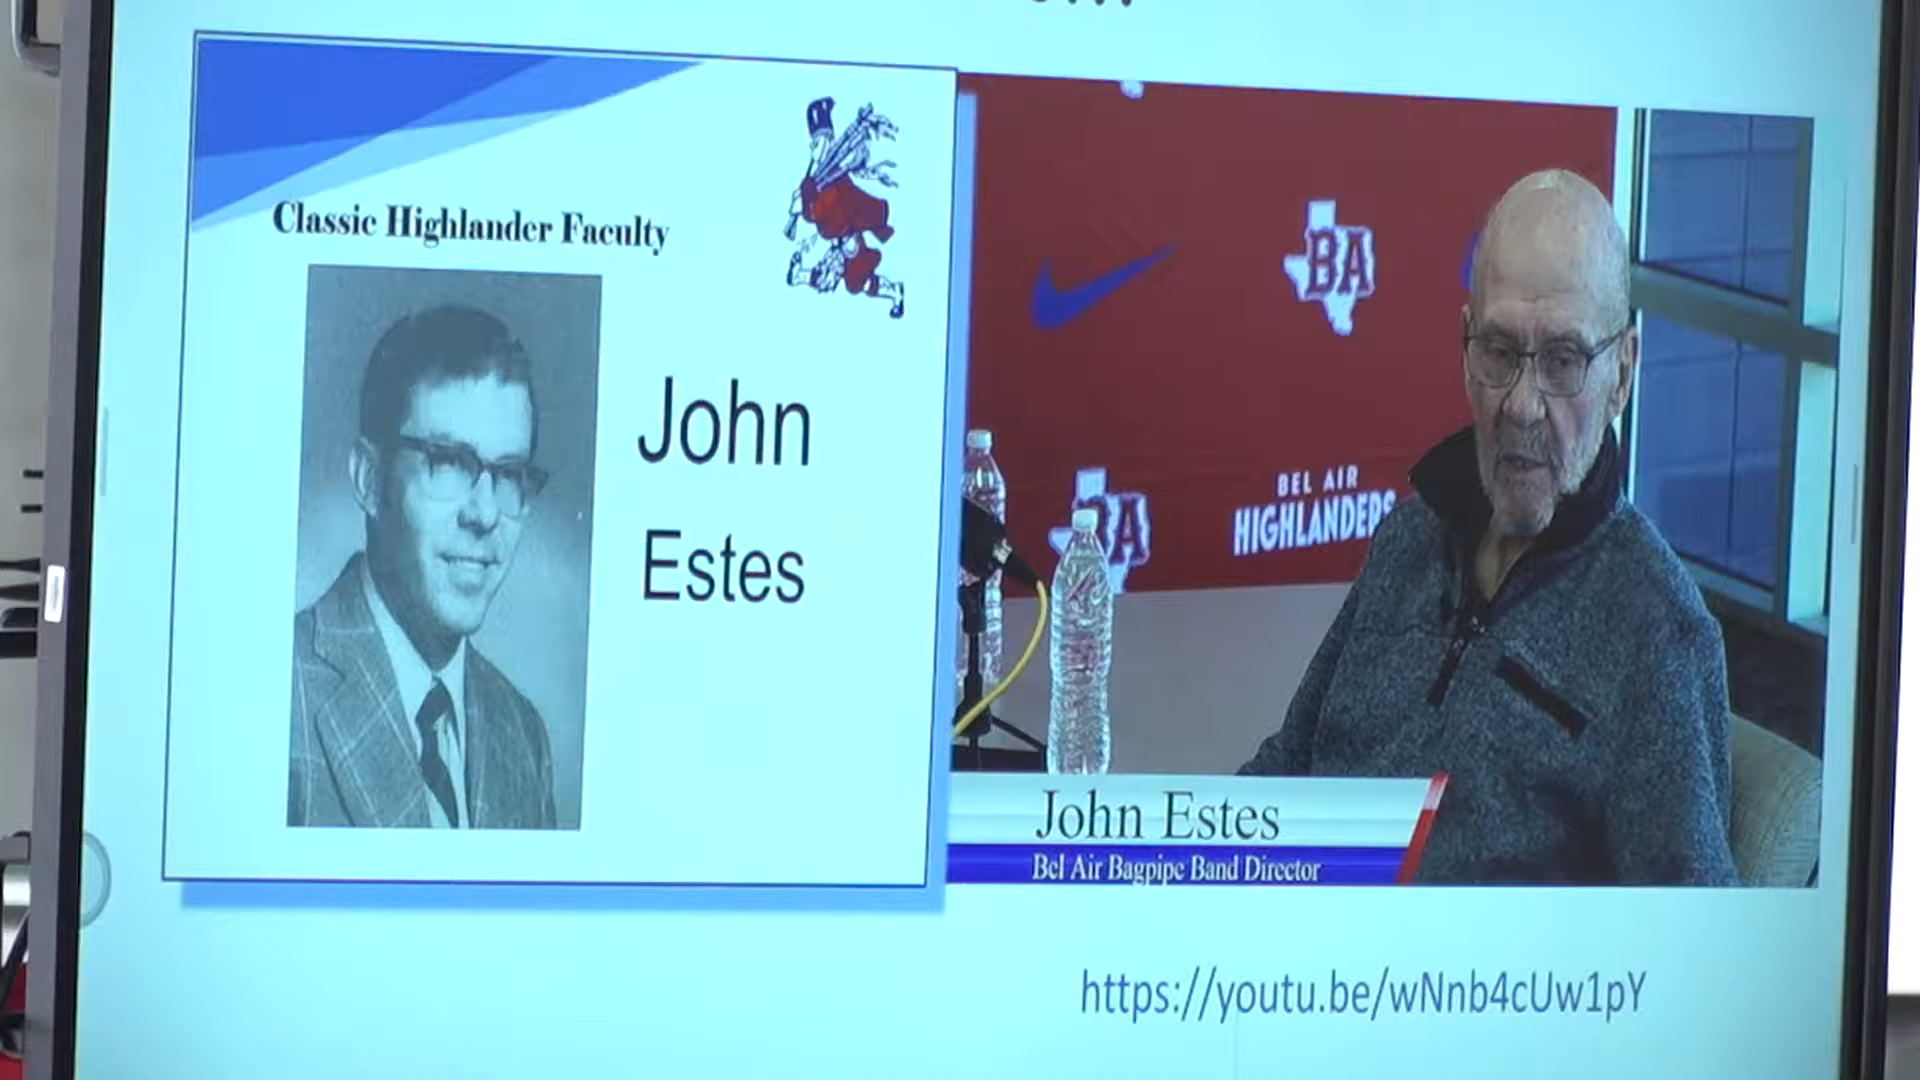 Classic Highlander Faculty
John
Estes
BA
BEL AIR
HIGHLANDERS
BA
John Estes
Bel Air Bagpipe Band Director
https://youtu.be/wNnb4cUw1pY